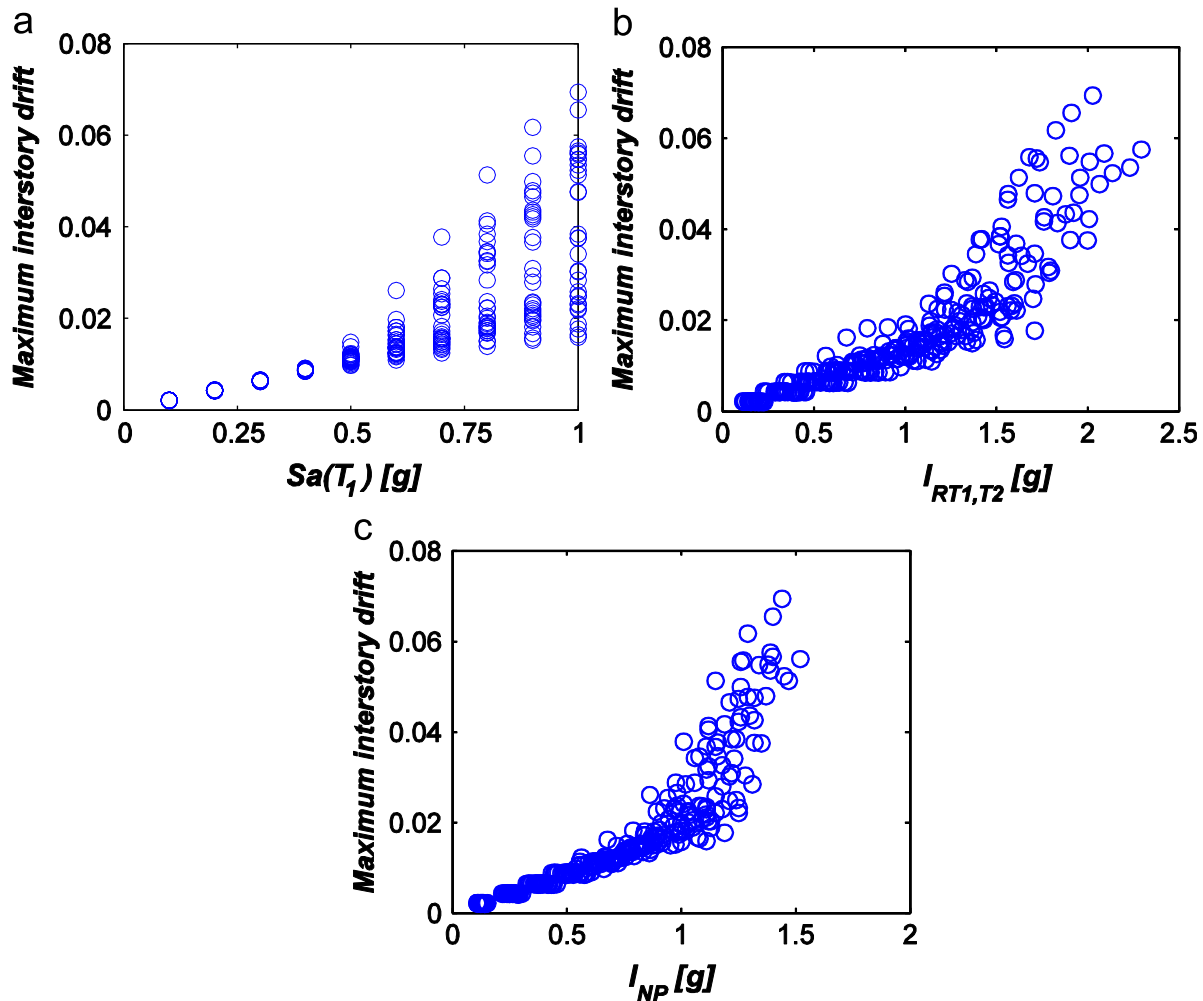 a
Maximum interstory drift
0.08
0.06
0.04
0.02
0
0 0.25 0.5 0.75 1
Sa(T1) [g]
b
Maximum interstory drift
0.08
0.06
0.04
0.02
0
0 0.5 1 1.5 2 2.5
IRT1,T2 [g]
c
Maximum interstory drift
0.08
0.06
0.04
0.02
0
0 0.5 1 1.5 2
INP [g]